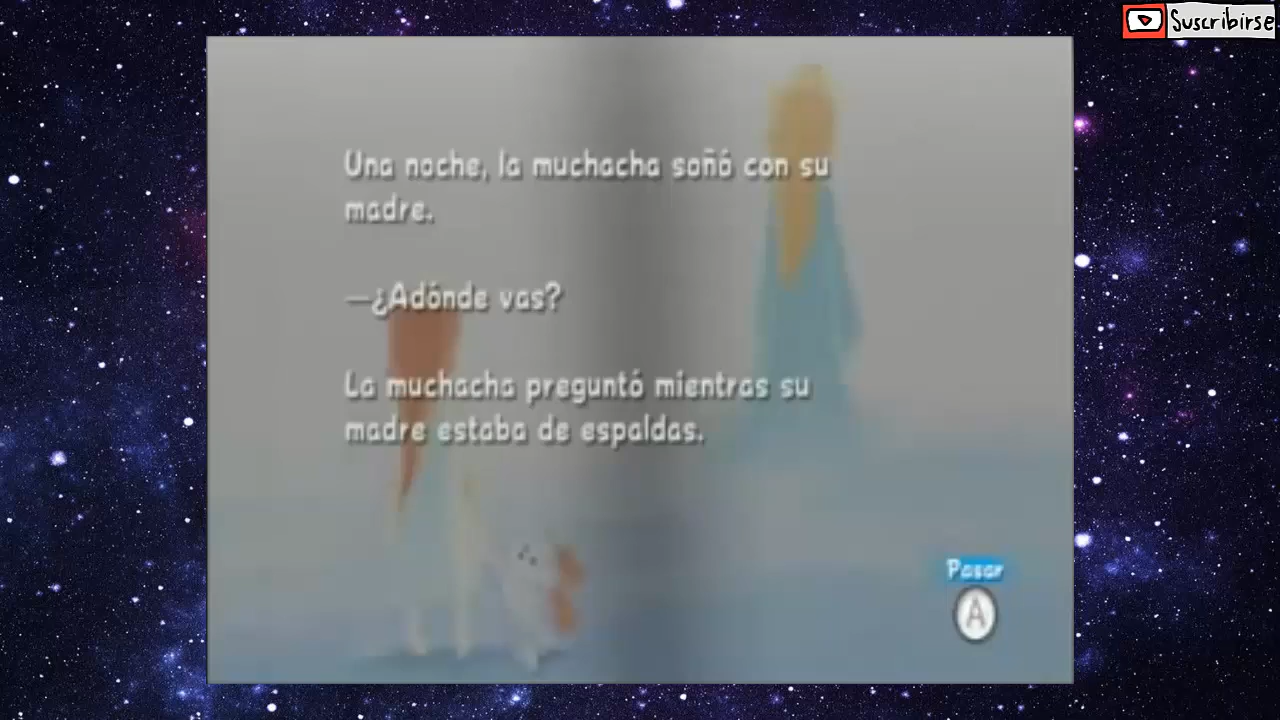 Suscribirse
Una noche, la muchacha soñó con su
madre.
—¿Adónde vas?
La muchacha preguntó mientras su
madre estaba de espaldas.
Pasar
A